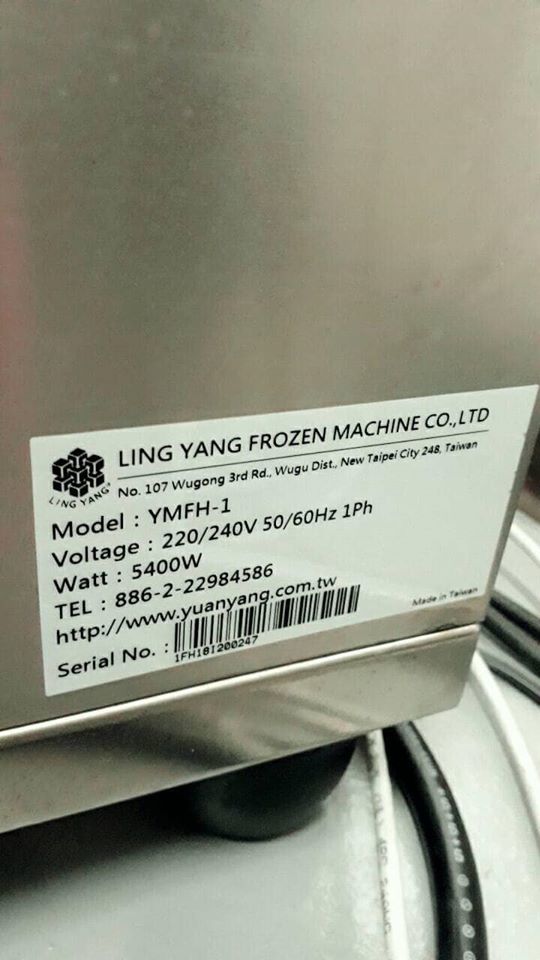 LING YANG FROZEN MACHINE CO.,LTD
LING YANG®
No. 107 Wugong 3rd Rd., Wugu Dist., New Taipei City 248, Taiwan
Model : YMFH-1
Voltage : 220/240V 50/60Hz 1Ph
Watt : 5400W
TEL : 886-2-22984586
http://www.yuanyang.com.tw
Made in Taiwan
Serial No. :
1FH18I200247